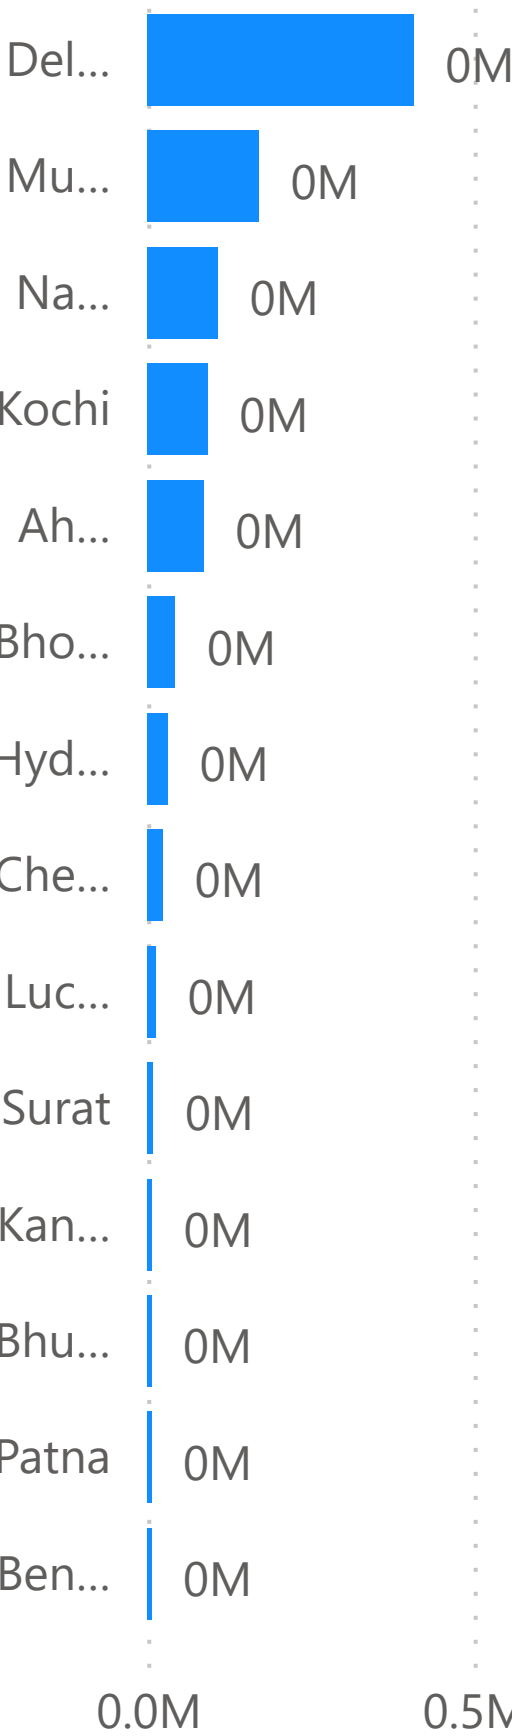 Del... 0M
Mu... 0M
Na... 0M
Kochi 0M
Ah... 0M
Bho... 0M
Hyd... 0M
Che... 0M
Luc... 0M
Surat 0M
Kan... 0M
Bhu... 0M
Patna 0M
Ben... 0M
0.0M 0.5M